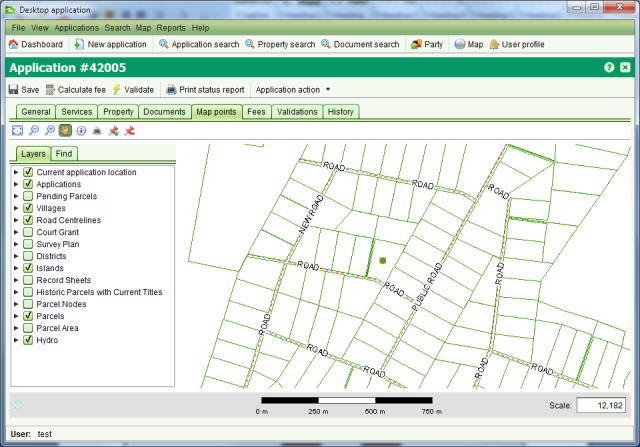 Desktop application
File View Applications Search Map Reports Help
Dashboard New application Application search Property search Document search Party Map User profile
Application #42005
Save Calculate fee Validate Print status report Application action
General Services Property Documents Map points Fees Validations History
Layers Find
Current application location
Applications
Pending Parcels
Villages
Road Centrelines
Court Grant
Survey Plan
Districts
Islands
Record Sheets
Historic Parcels with Current Titles
Parcel Nodes
Parcels
Parcel Area
Hydro
ROAD
ROAD
ROAD
NEW ROAD
ROAD
ROAD
PUBLIC ROAD
ROAD
ROAD
ROAD
ROAD
ROAD
0 m 250 m 500 m 750 m
Scale: 12,182
User: test